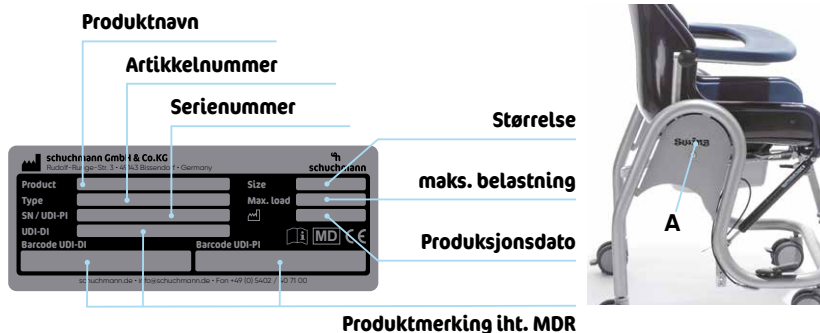 Produktnavn
Artikkelnummer
Serienummer
Størrelse
maks. belastning
Produksjonsdato
schuchmann GmbH & Co.KG
Rudolf-Runge-Str. 3 • 49143 Bissendorf • Germany
schuchmann
Product
Size
Type
Max. load
SN / UDI-PI
UDI-DI
MD CE
Barcode UDI-DI
Barcode UDI-PI
schuchmann.de • info@schuchmann.de • Fon +49 (0) 5402 / 40 71 00
Produktmerking iht. MDR
A